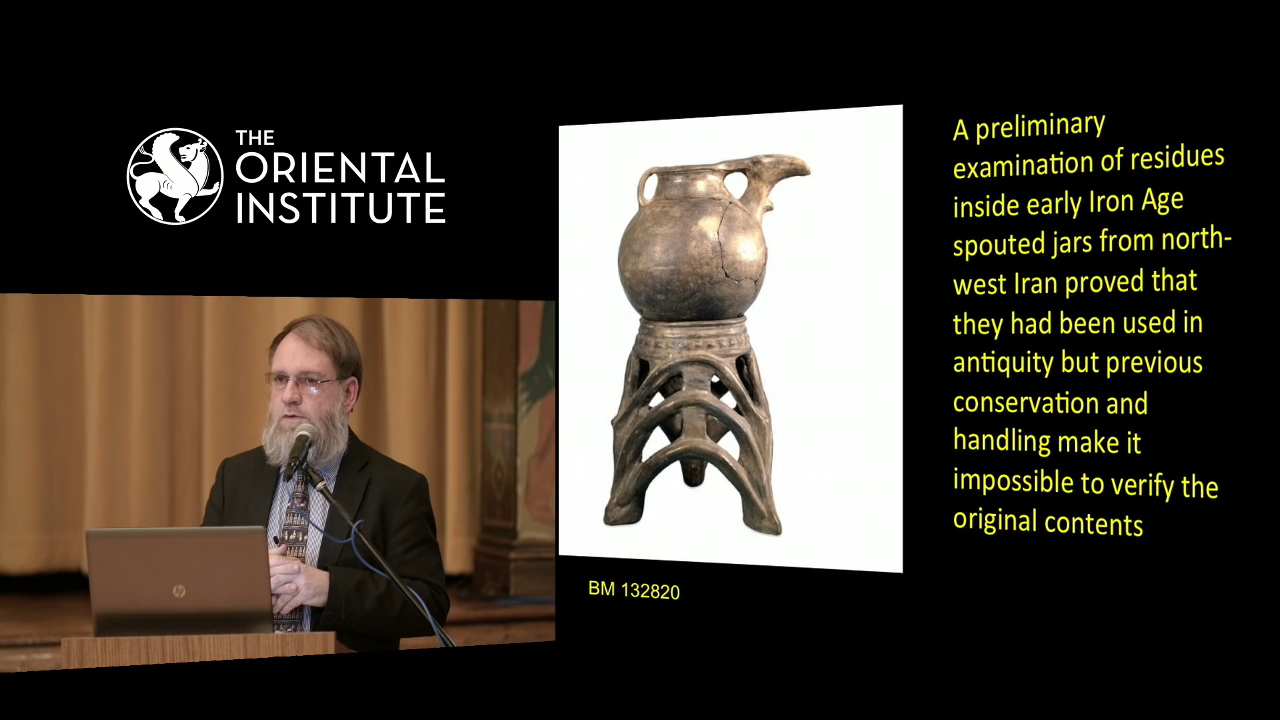 THE
ORIENTAL
INSTITUTE
A preliminary
examination of residues
inside early Iron Age
spouted jars from north-
west Iran proved that
they had been used in
antiquity but previous
conservation and
handling make it
impossible to verify the
original contents
BM 132820
hp